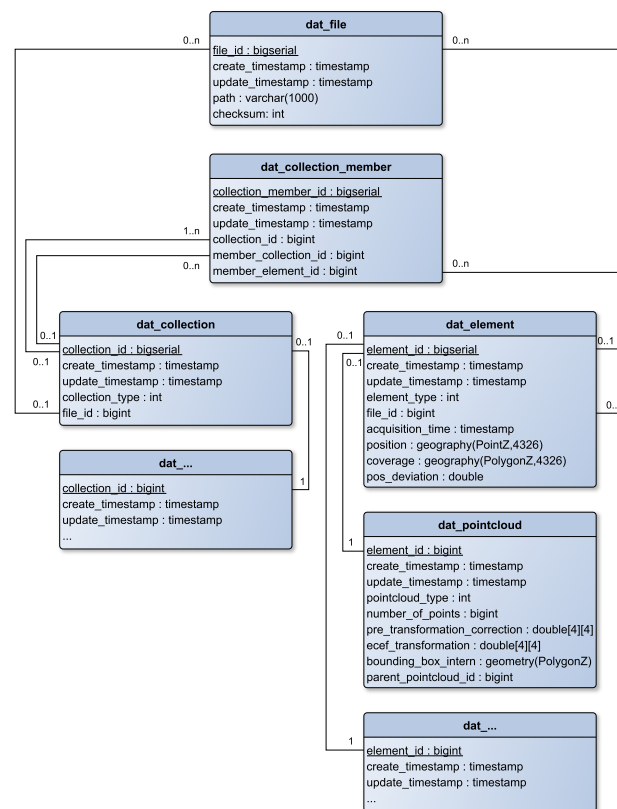 dat_file
0..n
0..n
file_id : bigserial
create_timestamp : timestamp
update_timestamp : timestamp
path : varchar(1000)
checksum: int
dat_collection_member
collection_member_id : bigserial
create_timestamp : timestamp
update_timestamp : timestamp
1..n
collection_id : bigint
member_collection_id : bigint
0..n
member_element_id : bigint
0..n
dat_collection
0..1
collection_id : bigserial
0..1
0..1
create_timestamp : timestamp
update_timestamp : timestamp
collection_type : int
0..1
file_id : bigint
dat_...
collection_id : bigint
1
create_timestamp : timestamp
update_timestamp : timestamp
...
dat_element
0..1
element_id : bigserial
0..1
0..1
create_timestamp : timestamp
update_timestamp : timestamp
element_type : int
file_id : bigint
0..
acquisition_time : timestamp
position : geography(PointZ,4326)
coverage : geography(PolygonZ,4326)
pos_deviation : double
dat_pointcloud
1
element_id : bigint
create_timestamp : timestamp
update_timestamp : timestamp
pointcloud_type : int
number_of_points : bigint
pre_transformation_correction : double[4][4]
ecef_transformation : double[4][4]
bounding_box_intern : geometry(PolygonZ)
parent_pointcloud_id : bigint
dat_...
1
element_id : bigint
create_timestamp : timestamp
update_timestamp : timestamp
...